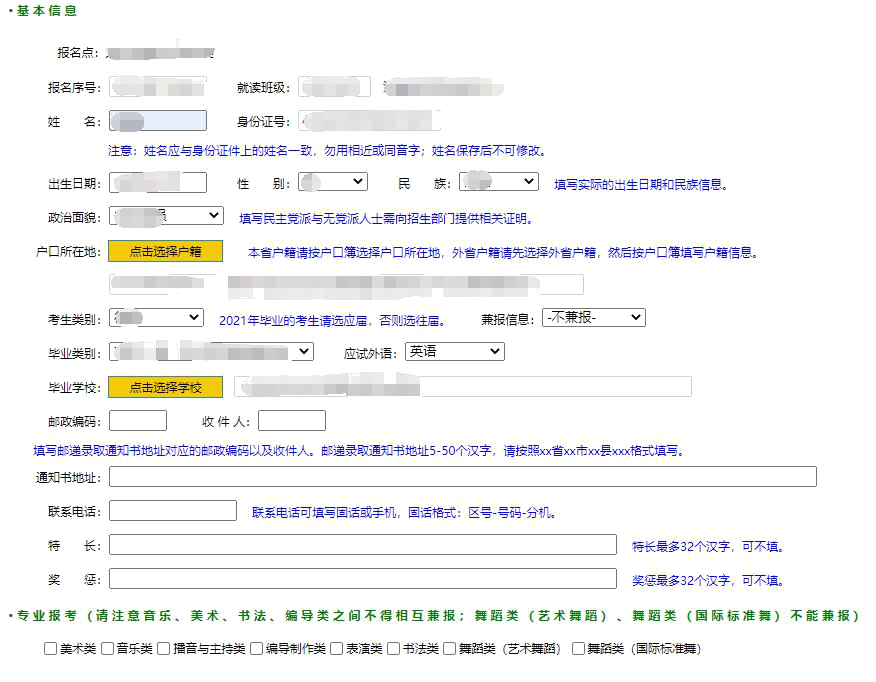 ·基本信息
报名点：
报名序号： 就读班级：
姓 名： 身份证号：
注意：姓名应与身份证件上的姓名一致，勿用相近或同音字；姓名保存后不可修改。
出生日期： 性 别： 民 族： 填写实际的出生日期和民族信息。
政治面貌： 员 填写民主党派与无党派人士需向招生部门提供相关证明。
户口所在地： 点击选择户籍 本省户籍请按户口簿选择户口所在地，外省户籍请先选择外省户籍，然后按户口簿填写户籍信息。
考生类别： 2021年毕业的考生请选应届，否则选往届。 兼报信息： -不兼报-
毕业类别： 应试外语： 英语
毕业学校： 点击选择学校
邮政编码： 收 件 人：
填写邮递录取通知书地址对应的邮政编码以及收件人。邮递录取通知书地址5-50个汉字，请按照xx省xx市xx县xxx格式填写。
通知书地址：
联系电话： 联系电话可填写固话或手机，固话格式：区号-号码-分机。
特 长： 特长最多32个汉字，可不填。
奖 惩： 奖惩最多32个汉字，可不填。
·专业报考（请注意音乐、美术、书法、编导类之间不得相互兼报；舞蹈类（艺术舞蹈）、舞蹈类（国际标准舞）不能兼报）
美术类 音乐类 播音与主持类 编导制作类 表演类 书法类 舞蹈类（艺术舞蹈） 舞蹈类（国际标准舞）